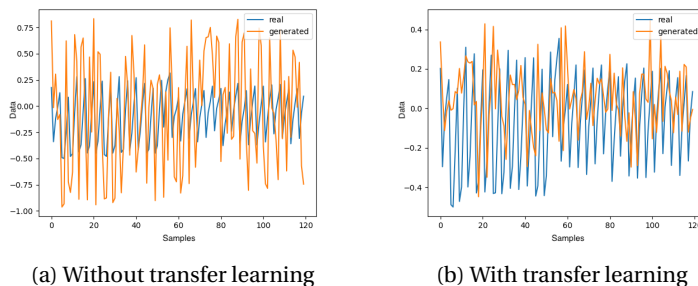 real
generated
0.75
0.50
0.25
0.00
−0.25
−0.50
−0.75
−1.00
Data
0 20 40 60 80 100 120
Samples
(a) Without transfer learning
real
generated
0.4
0.2
0.0
−0.2
−0.4
Data
0 20 40 60 80 100 120
Samples
(b) With transfer learning